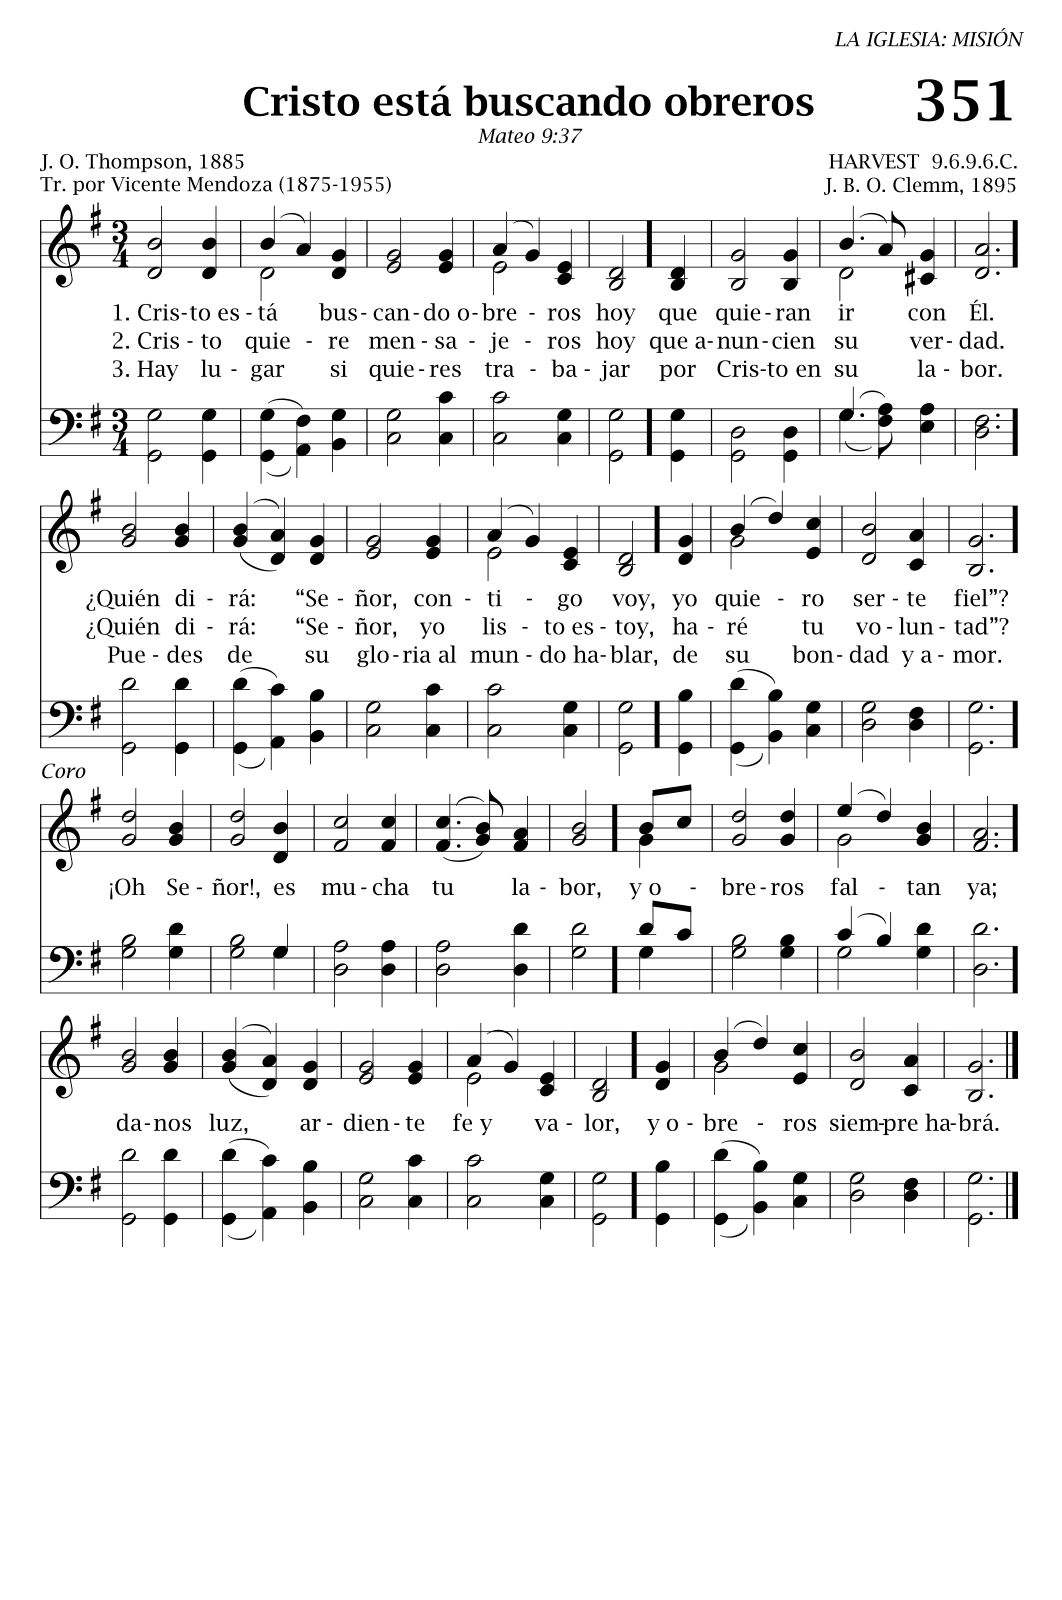 LA IGLESIA: MISIÓN
Cristo está buscando obreros 351
Mateo 9:37
J. O. Thompson, 1885 HARVEST 9.6.9.6.C.
Tr. por Vicente Mendoza (1875-1955) J. B. O. Clemm, 1895
1. Cris-to es - tá bus - can - do o - bre - ros hoy que quie - ran ir con Él.
2. Cris - to quie - re men - sa - je - ros hoy que a - nun - cien su ver - dad.
3. Hay lu - gar si quie - res tra - ba - jar por Cris-to en su la - bor.
¿Quién di - rá: “Se - ñor, con - ti - go voy, yo quie - ro ser - te fiel”?
¿Quién di - rá: “Se - ñor, yo lis - to es - toy, ha - ré tu vo - lun - tad”?
Pue - des de su glo - ria al mun - do ha - blar, de su bon - dad y a - mor.
Coro
¡Oh Se - ñor!, es mu - cha tu la - bor, y o - bre - ros fal - tan ya;
da - nos luz, ar - dien - te fe y va - lor, y o - bre - ros siem - pre ha - brá.